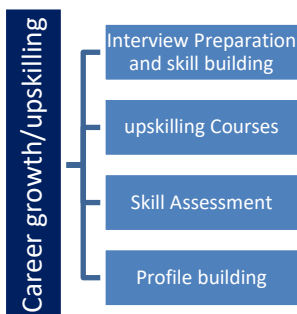 Career growth/upskilling
Interview Preparation
and skill building
upskilling Courses
Skill Assessment
Profile building